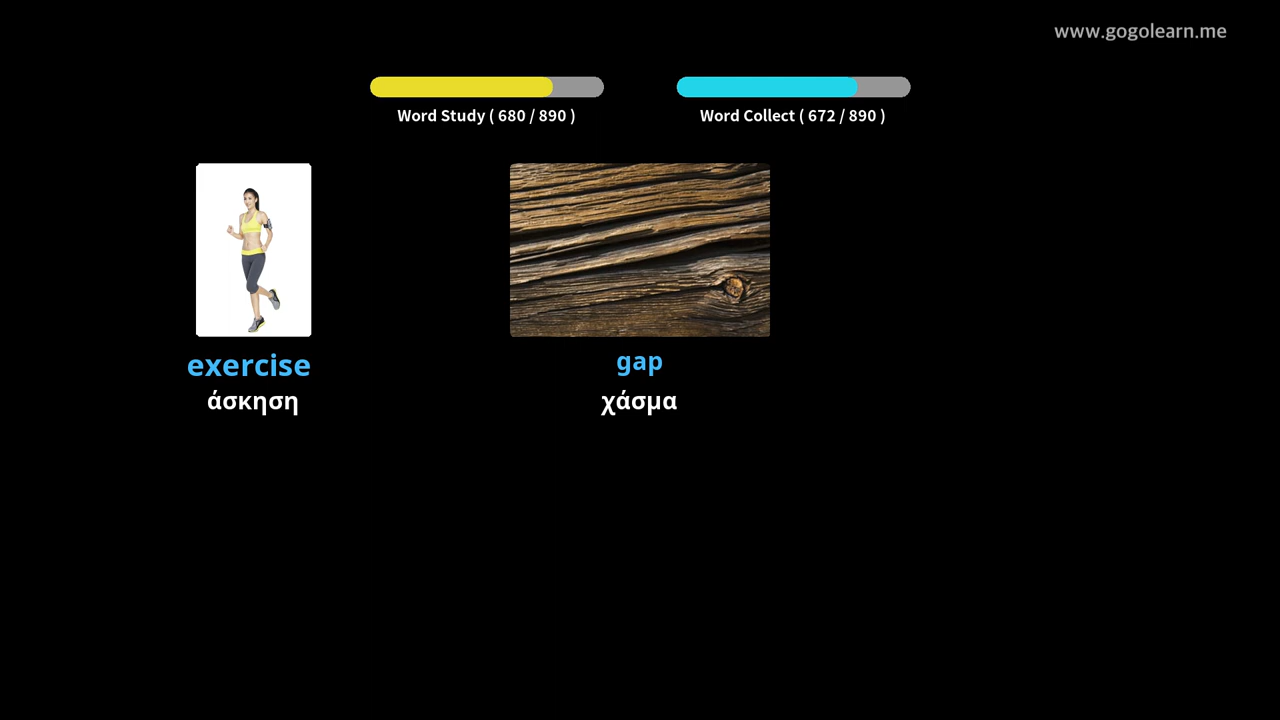 www.gogolearn.me
Word Study ( 680 / 890 )
Word Collect ( 672 / 890 )
exercise
άσκηση
gap
χάσμα